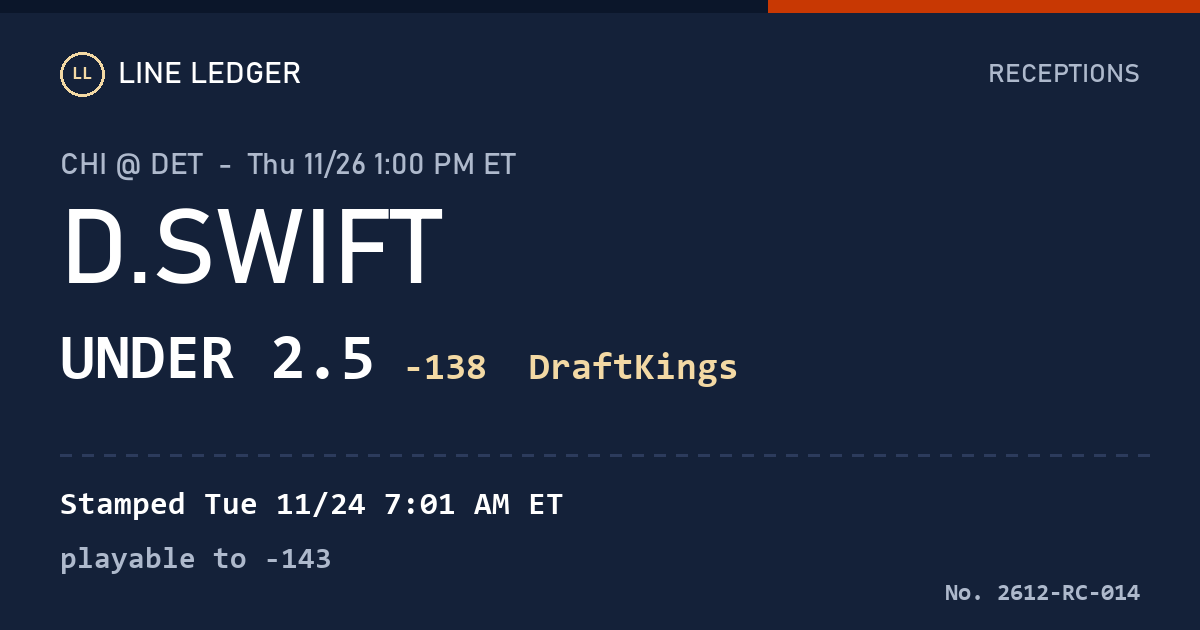 LL LINE LEDGER
RECEPTIONS
CHI @ DET - Thu 11/26 1:00 PM ET
D.SWIFT
UNDER 2.5 -138 DraftKings
Stamped Tue 11/24 7:01 AM ET
playable to -143
No. 2612-RC-014